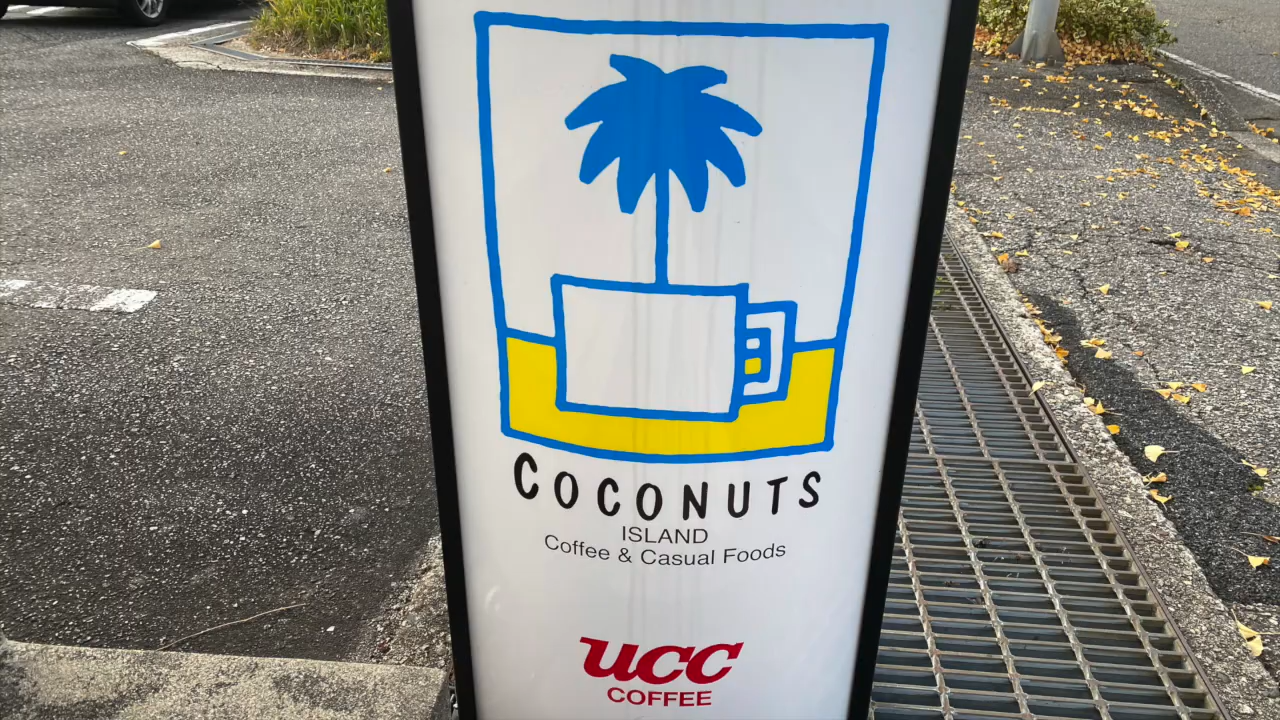 COCONUTS
ISLAND
Coffee & Casual Foods
UCC
COFFEE